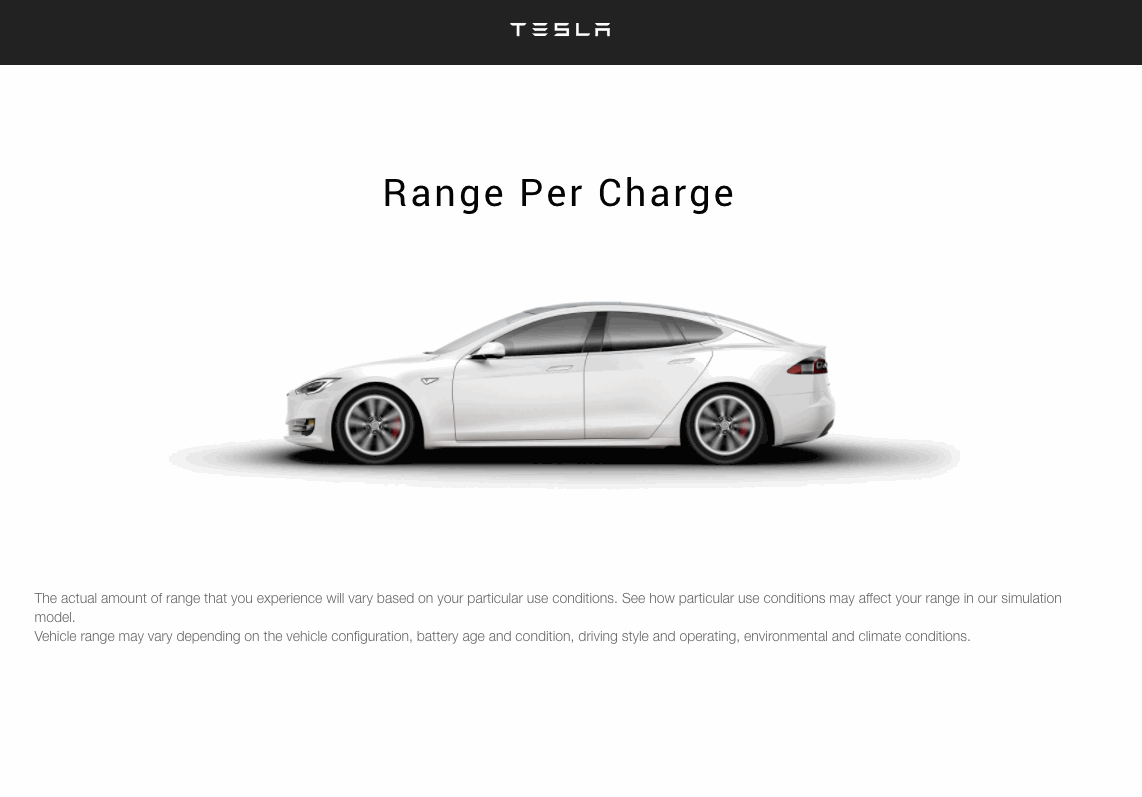 TESLA
Range Per Charge
The actual amount of range that you experience will vary based on your particular use conditions. See how particular use conditions may affect your range in our simulation
model.
Vehicle range may vary depending on the vehicle configuration, battery age and condition, driving style and operating, environmental and climate conditions.